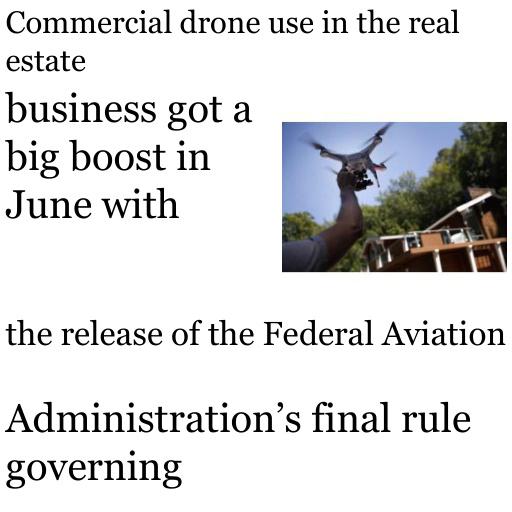 Commercial drone use in the real
estate
business got a
big boost in
June with
the release of the Federal Aviation
Administration’s final rule
governing